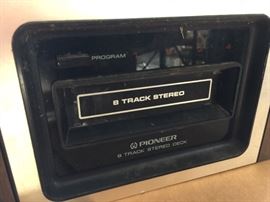 PROGRAM
8 TRACK STEREO
PIONEER
8 TRACK STEREO DECK